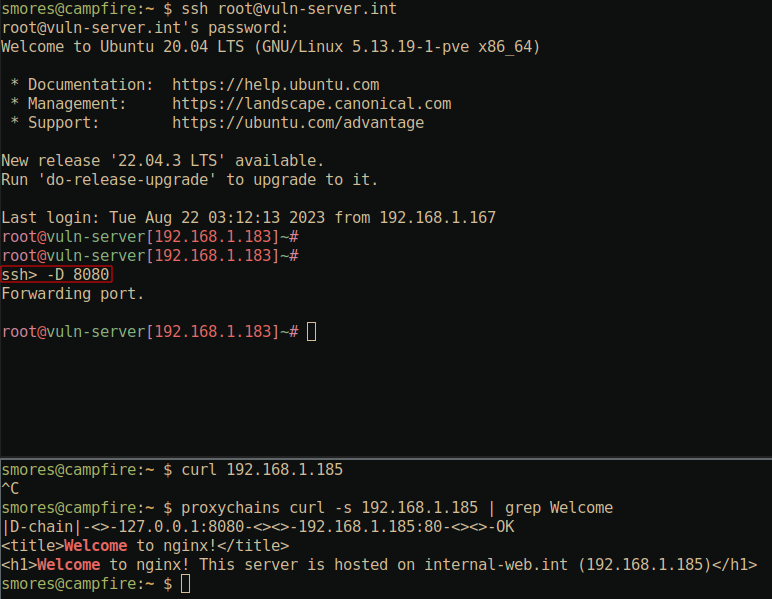 smores@campfire:~ $ ssh root@vuln-server.int
root@vuln-server.int's password:
Welcome to Ubuntu 20.04 LTS (GNU/Linux 5.13.19-1-pve x86_64)

 * Documentation:  https://help.ubuntu.com
 * Management:     https://landscape.canonical.com
 * Support:        https://ubuntu.com/advantage

New release '22.04.3 LTS' available.
Run 'do-release-upgrade' to upgrade to it.

Last login: Tue Aug 22 03:12:13 2023 from 192.168.1.167
root@vuln-server[192.168.1.183]~#
root@vuln-server[192.168.1.183]~#
ssh> -D 8080
Forwarding port.

root@vuln-server[192.168.1.183]~#
smores@campfire:~ $ curl 192.168.1.185
^C
smores@campfire:~ $ proxychains curl -s 192.168.1.185 | grep Welcome
|D-chain|-<>-127.0.0.1:8080-<><>-192.168.1.185:80-<><>-OK
<title>Welcome to nginx!</title>
<h1>Welcome to nginx! This server is hosted on internal-web.int (192.168.1.185)</h1>
smores@campfire:~ $